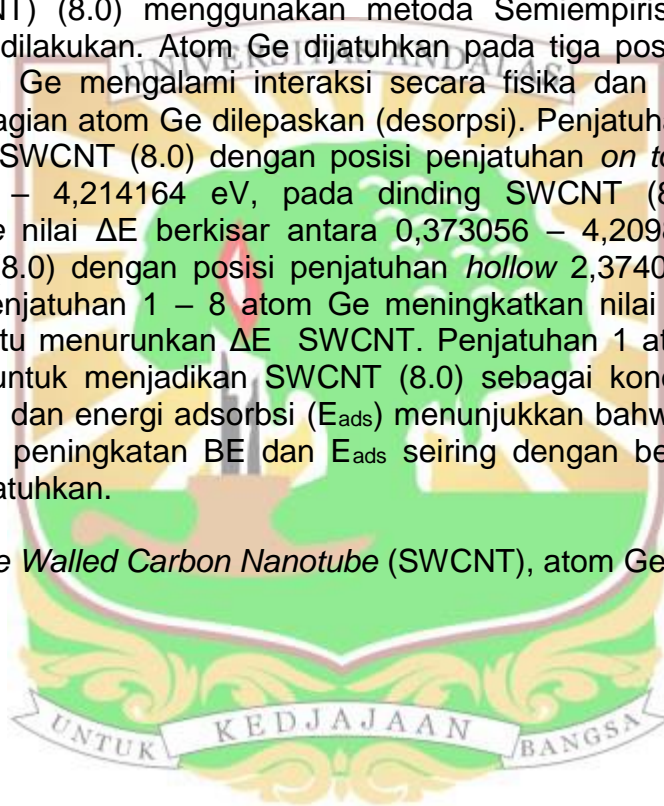 NT) (8.0) menggunakan metoda Semiempiris
dilakukan. Atom Ge dijatuhkan pada tiga pos
UNIVERSITAS ANDALAS
Ge mengalami interaksi secara fisika dan
agian atom Ge dilepaskan (desorpsi). Penjatuha
SWCNT (8.0) dengan posisi penjatuhan on to
– 4,214164 eV, pada dinding SWCNT (8
e nilai ΔE berkisar antara 0,373056 – 4,209
8.0) dengan posisi penjatuhan hollow 2,3740
enjatuhan 1 – 8 atom Ge meningkatkan nilai
tu menurunkan ΔE SWCNT. Penjatuhan 1 at
untuk menjadikan SWCNT (8.0) sebagai kon
dan energi adsorbsi (Eads) menunjukkan bahw
peningkatan BE dan Eads seiring dengan be
atuhkan.
e Walled Carbon Nanotube (SWCNT), atom Ge
UNTUK KEDJAJAAN BANGSA